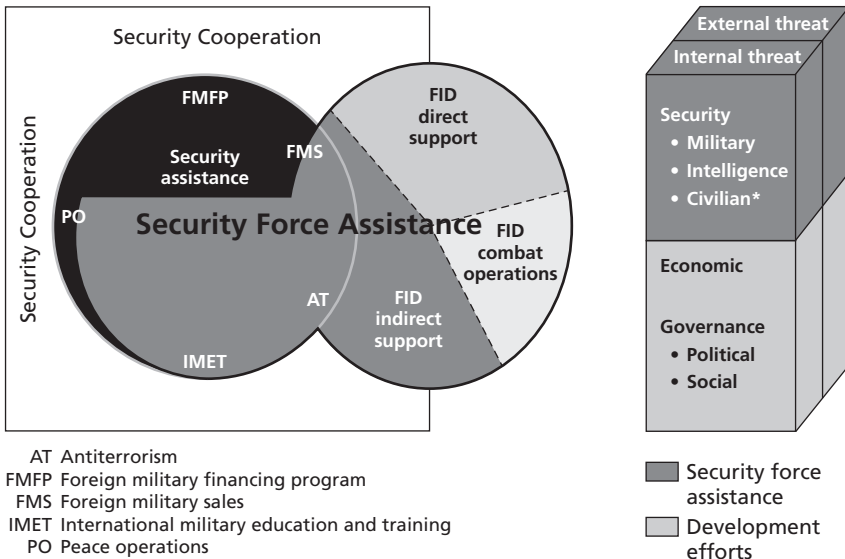 Security Cooperation
Security Cooperation
FMFP
Security
assistance
FMS
PO
Security Force Assistance
AT
IMET
FID
direct
support
FID
combat
operations
FID
indirect
support
AT Antiterrorism
FMFP Foreign military financing program
FMS Foreign military sales
IMET International military education and training
PO Peace operations
External threat
Internal threat
Security
• Military
• Intelligence
• Civilian*
Economic
Governance
• Political
• Social
Security force
assistance
Development
efforts